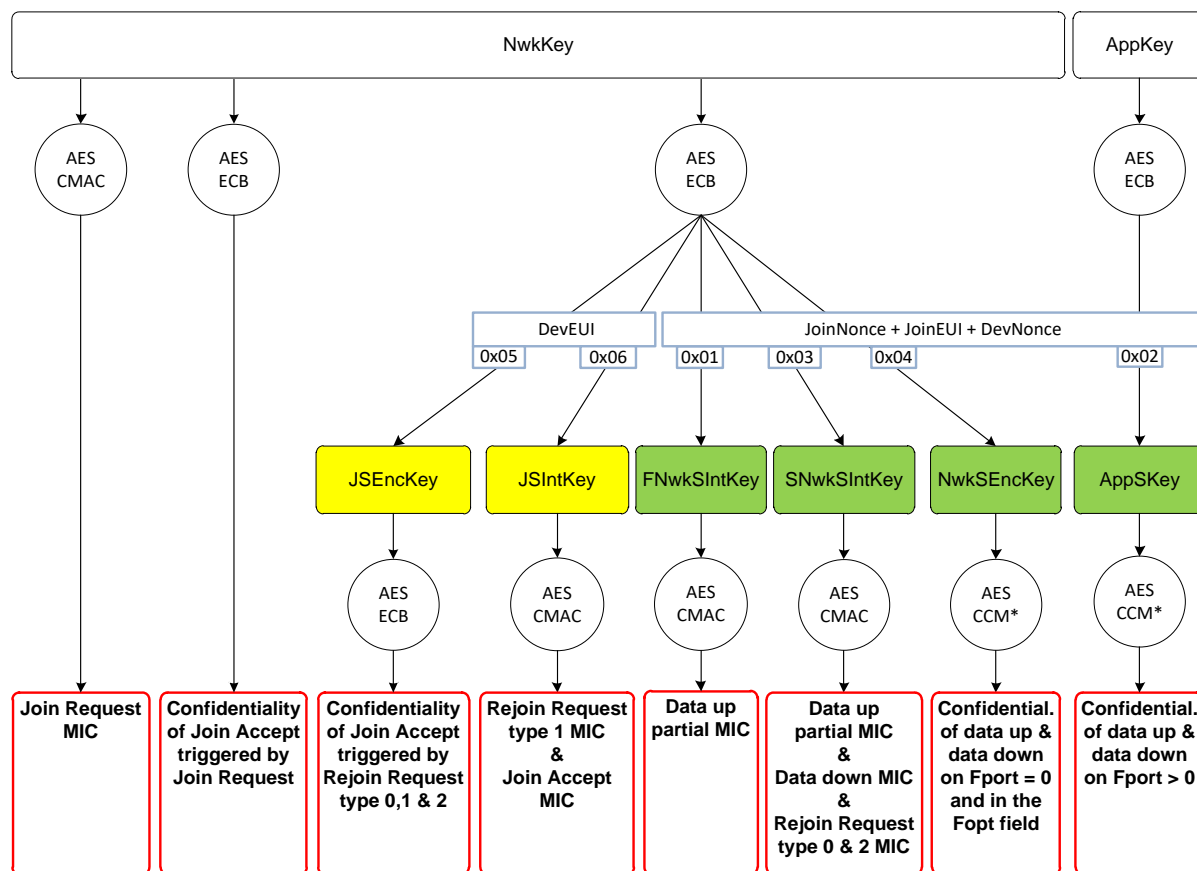 NwkKey
AppKey
AES
CMAC
AES
ECB
AES
ECB
AES
ECB
DevEUI
JoinNonce + JoinEUI + DevNonce
0x05
0x06
0x01
0x03
0x04
0x02
JSEncKey
JSIntKey
FNwkSIntKey
SNwkSIntKey
NwkSEncKey
AppSKey
AES
ECB
AES
CMAC
AES
CMAC
AES
CMAC
AES
CCM*
AES
CCM*
Join Request
MIC
Confidentiality
of Join Accept
triggered by
Join Request
Confidentiality
of Join Accept
triggered by
Rejoin Request
type 0,1 & 2
Rejoin Request
type 1 MIC
&
Join Accept
MIC
Data up
partial MIC
Data up
partial MIC
&
Data down MIC
&
Rejoin Request
type 0 & 2 MIC
Confidential.
of data up &
data down
on Fport = 0
and in the
Fopt field
Confidential.
of data up &
data down
on Fport > 0